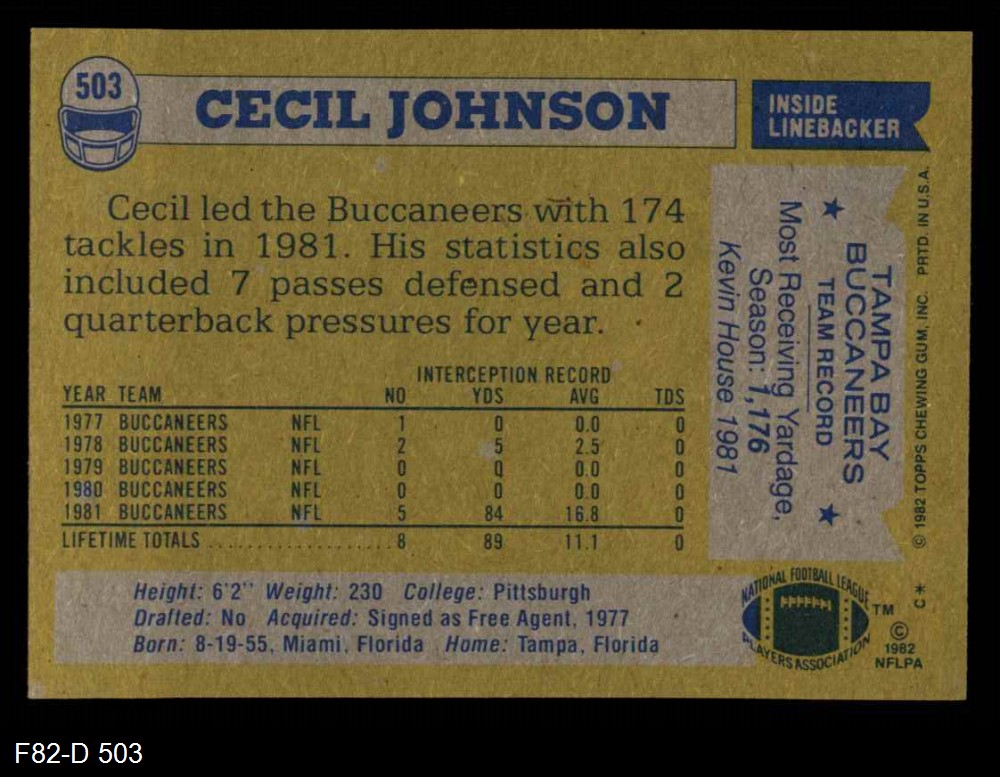 503
CECIL JOHNSON
INSIDE
LINEBACKER
Cecil led the Buccaneers with 174
tackles in 1981. His statistics also
included 7 passes defensed and 2
quarterback pressures for year.
INTERCEPTION RECORD
YEAR TEAM NO YDS AVG TDS
1977 BUCCANEERS NFL 1 0 0.0 0
1978 BUCCANEERS NFL 2 5 2.5 0
1979 BUCCANEERS NFL 0 0 0.0 0
1980 BUCCANEERS NFL 0 0 0.0 0
1981 BUCCANEERS NFL 5 84 16.8 0
LIFETIME TOTALS .......................... 8 89 11.1 0
Height: 6'2'' Weight: 230 College: Pittsburgh
Drafted: No Acquired: Signed as Free Agent, 1977
Born: 8-19-55, Miami, Florida Home: Tampa, Florida
TAMPA BAY
BUCCANEERS
★ TEAM RECORD ★
Most Receiving Yardage,
Season: 1,176
Kevin House 1981
© 1982 TOPPS CHEWING GUM, INC. PRTD. IN U.S.A.
C *
NATIONAL FOOTBALL LEAGUE
PLAYERS ASSOCIATION
TM
©
1982
NFLPA
F82-D 503